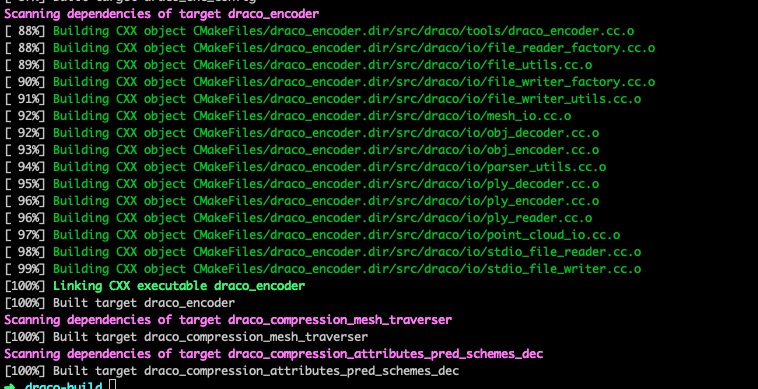 Scanning dependencies of target draco_encoder
[ 88%] Building CXX object CMakeFiles/draco_encoder.dir/src/draco/tools/draco_encoder.cc.o
[ 88%] Building CXX object CMakeFiles/draco_encoder.dir/src/draco/io/file_reader_factory.cc.o
[ 89%] Building CXX object CMakeFiles/draco_encoder.dir/src/draco/io/file_utils.cc.o
[ 90%] Building CXX object CMakeFiles/draco_encoder.dir/src/draco/io/file_writer_factory.cc.o
[ 91%] Building CXX object CMakeFiles/draco_encoder.dir/src/draco/io/file_writer_utils.cc.o
[ 92%] Building CXX object CMakeFiles/draco_encoder.dir/src/draco/io/mesh_io.cc.o
[ 92%] Building CXX object CMakeFiles/draco_encoder.dir/src/draco/io/obj_decoder.cc.o
[ 93%] Building CXX object CMakeFiles/draco_encoder.dir/src/draco/io/obj_encoder.cc.o
[ 94%] Building CXX object CMakeFiles/draco_encoder.dir/src/draco/io/parser_utils.cc.o
[ 95%] Building CXX object CMakeFiles/draco_encoder.dir/src/draco/io/ply_decoder.cc.o
[ 96%] Building CXX object CMakeFiles/draco_encoder.dir/src/draco/io/ply_encoder.cc.o
[ 96%] Building CXX object CMakeFiles/draco_encoder.dir/src/draco/io/ply_reader.cc.o
[ 97%] Building CXX object CMakeFiles/draco_encoder.dir/src/draco/io/point_cloud_io.cc.o
[ 98%] Building CXX object CMakeFiles/draco_encoder.dir/src/draco/io/stdio_file_reader.cc.o
[ 99%] Building CXX object CMakeFiles/draco_encoder.dir/src/draco/io/stdio_file_writer.cc.o
[100%] Linking CXX executable draco_encoder
[100%] Built target draco_encoder
Scanning dependencies of target draco_compression_mesh_traverser
[100%] Built target draco_compression_mesh_traverser
Scanning dependencies of target draco_compression_attributes_pred_schemes_dec
[100%] Built target draco_compression_attributes_pred_schemes_dec
➜ draco-build